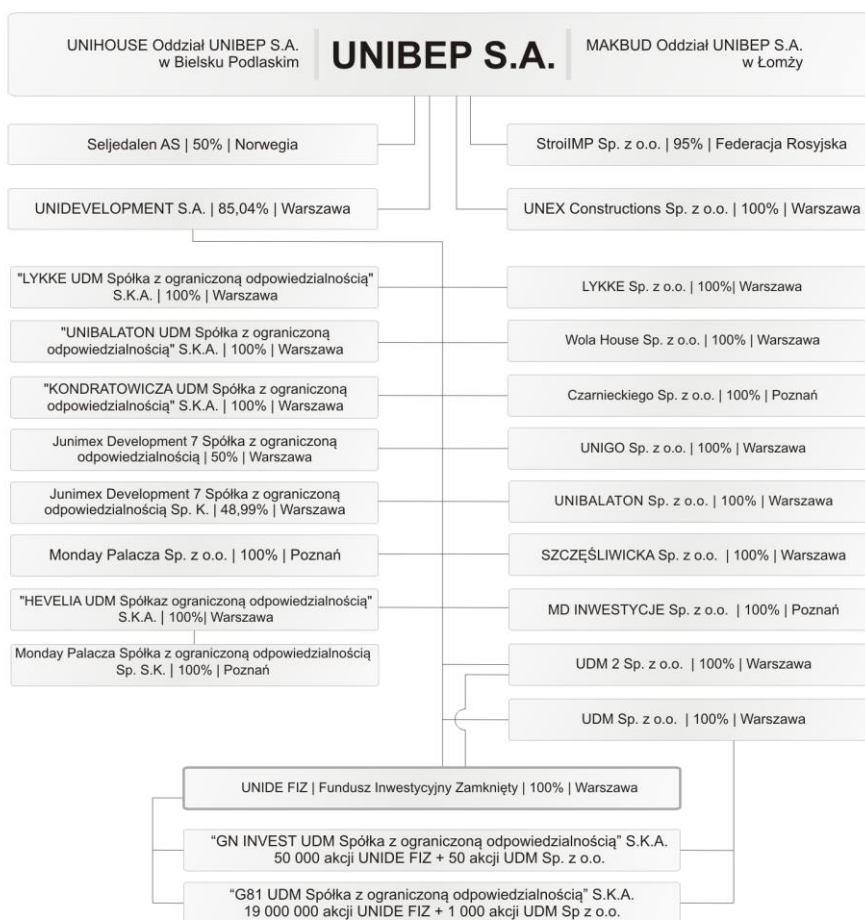 UNIHOUSE Oddział UNIBEP S.A.
w Bielsku Podlaskim
UNIBEP S.A.
MAKBUD Oddział UNIBEP S.A.
w Łomży
Seljedalen AS | 50% | Norwegia
StroiIMP Sp. z o.o. | 95% | Federacja Rosyjska
UNIDEVELOPMENT S.A. | 85,04% | Warszawa
UNEX Constructions Sp. z o.o. | 100% | Warszawa
"LYKKE UDM Spółka z ograniczoną odpowiedzialnością"
S.K.A. | 100% | Warszawa
LYKKE Sp. z o.o. | 100%| Warszawa
"UNIBALATON UDM Spółka z ograniczoną
odpowiedzialnością" S.K.A. | 100% | Warszawa
Wola House Sp. z o.o. | 100% | Warszawa
"KONDRATOWICZA UDM Spółka z ograniczoną
odpowiedzialnością" S.K.A. | 100% | Warszawa
Czarnieckiego Sp. z o.o. | 100% | Poznań
Junimex Development 7 Spółka z ograniczoną
odpowiedzialnością | 50% | Warszawa
UNIGO Sp. z o.o. | 100% | Warszawa
Junimex Development 7 Spółka z ograniczoną
odpowiedzialnością Sp. K. | 48,99% | Warszawa
UNIBALATON Sp. z o.o. | 100% | Warszawa
Monday Palacza Sp. z o.o. | 100% | Poznań
SZCZĘŚLIWICKA Sp. z o.o. | 100% | Warszawa
"HEVELIA UDM Spółkaz ograniczoną odpowiedzialnością"
S.K.A. | 100%| Warszawa
MD INWESTYCJE Sp. z o.o. | 100% | Poznań
Monday Palacza Spółka z ograniczoną odpowiedzialnością
Sp. S.K. | 100% | Poznań
UDM 2 Sp. z o.o. | 100% | Warszawa
UDM Sp. z o.o. | 100% | Warszawa
UNIDE FIZ | Fundusz Inwestycyjny Zamknięty | 100% | Warszawa
“GN INVEST UDM Spółka z ograniczoną odpowiedzialnością” S.K.A.
50 000 akcji UNIDE FIZ + 50 akcji UDM Sp. z o.o.
“G81 UDM Spółka z ograniczoną odpowiedzialnością” S.K.A.
19 000 000 akcji UNIDE FIZ + 1 000 akcji UDM Sp z o.o.